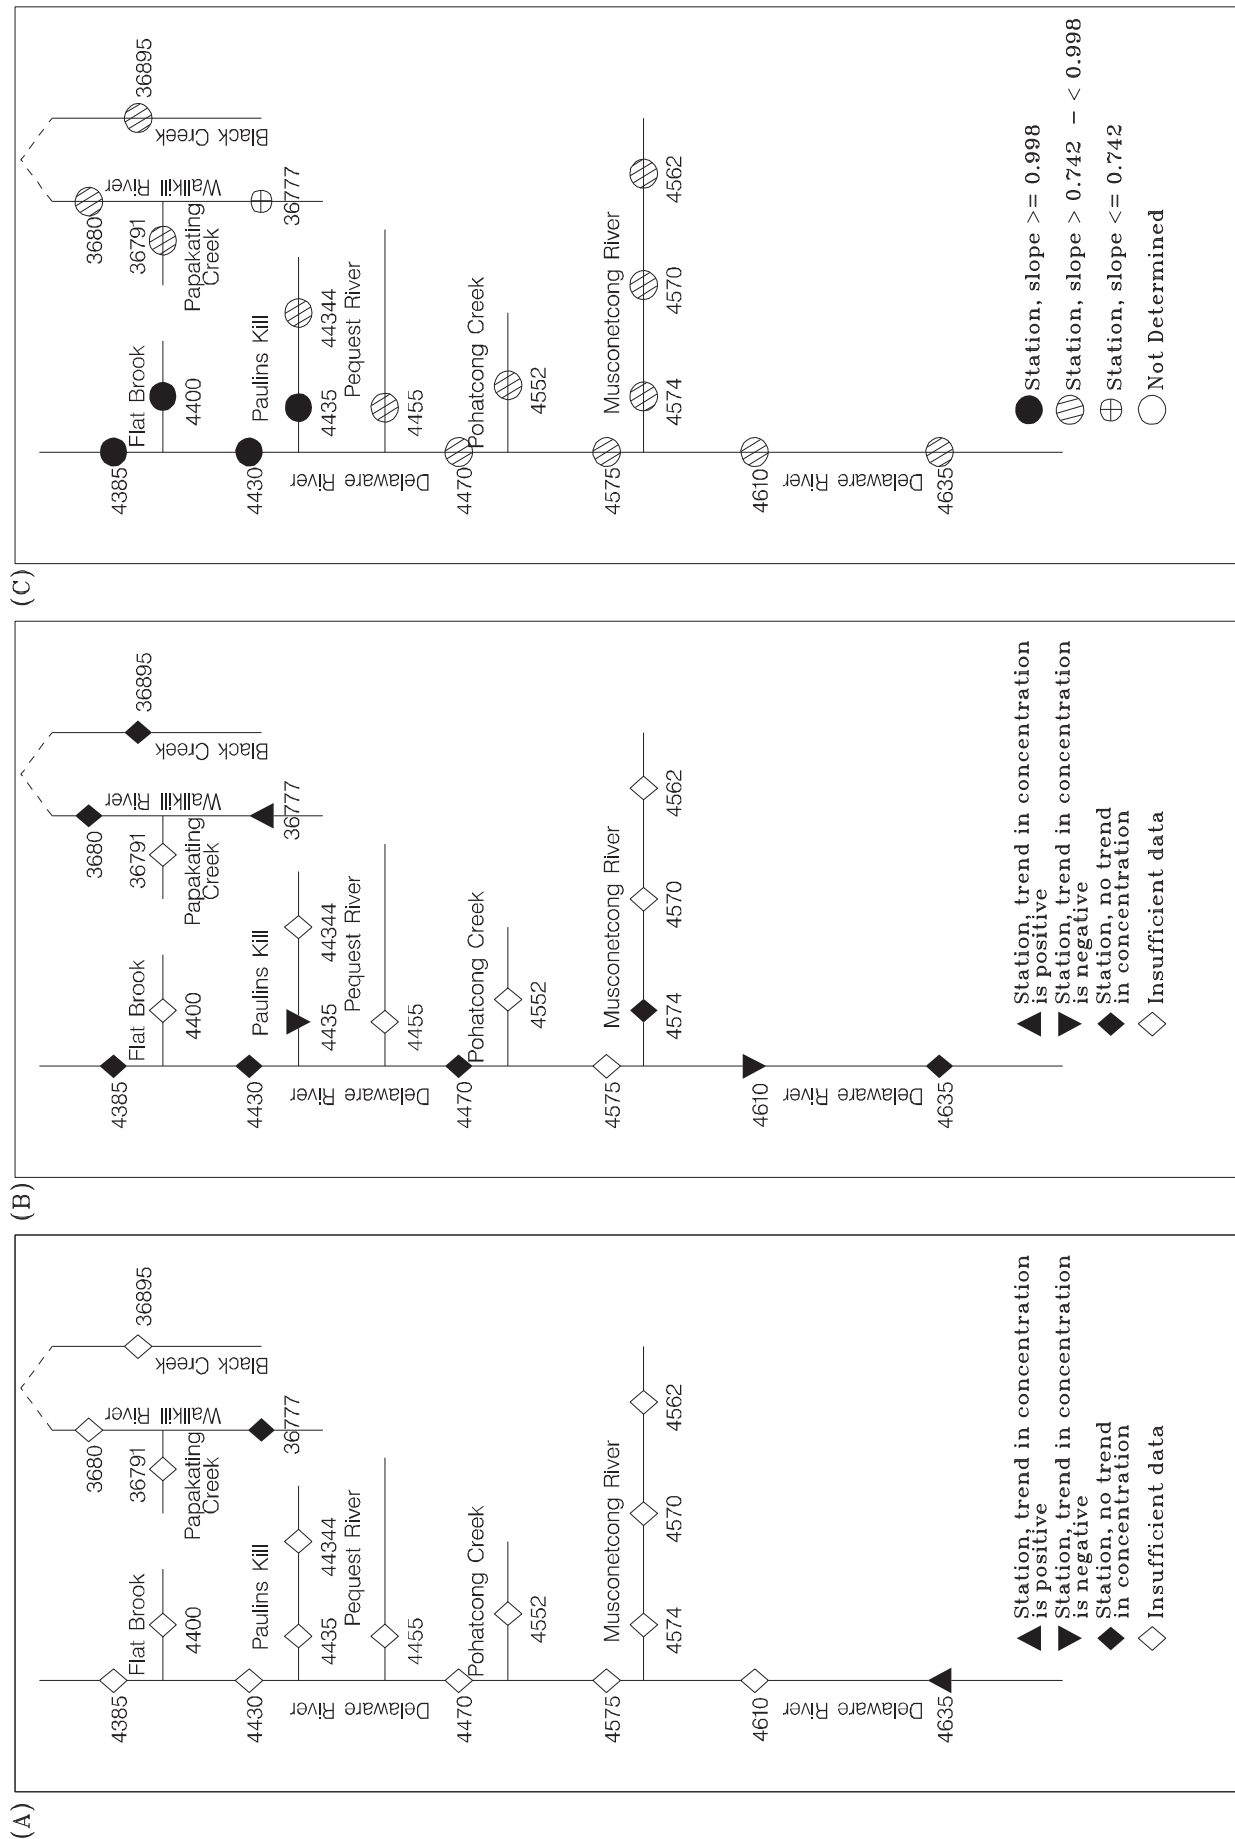 (A)
4385
Flat Brook
4400
3680
36791
Papakating
Creek
Wallkill
River
36777
36895
Black Creek
4430
Paulins Kill
4435
44344
Pequest River
4455
Delaware
River
4470
Pohatcong Creek
4552
4575
Musconetcong River
4574
4570
4562
4610
Delaware
River
4635
Station, trend in concentration
is positive
Station, trend in concentration
is negative
Station, no trend
in concentration
Insufficient data
(B)
4385
Flat Brook
4400
3680
36791
Papakating
Creek
Wallkill
River
36777
36895
Black Creek
4430
Paulins Kill
4435
44344
Pequest River
4455
Delaware
River
4470
Pohatcong Creek
4552
4575
Musconetcong River
4574
4570
4562
4610
Delaware
River
4635
Station, trend in concentration
is positive
Station, trend in concentration
is negative
Station, no trend
in concentration
Insufficient data
(C)
4385
Flat Brook
4400
3680
36791
Papakating
Creek
Wallkill
River
36777
36895
Black Creek
4430
Paulins Kill
4435
44344
Pequest River
4455
Delaware
River
4470
Pohatcong Creek
4552
4575
Musconetcong River
4574
4570
4562
4610
Delaware
River
4635
Station, slope >= 0.998
Station, slope > 0.742 - < 0.998
Station, slope <= 0.742
Not Determined